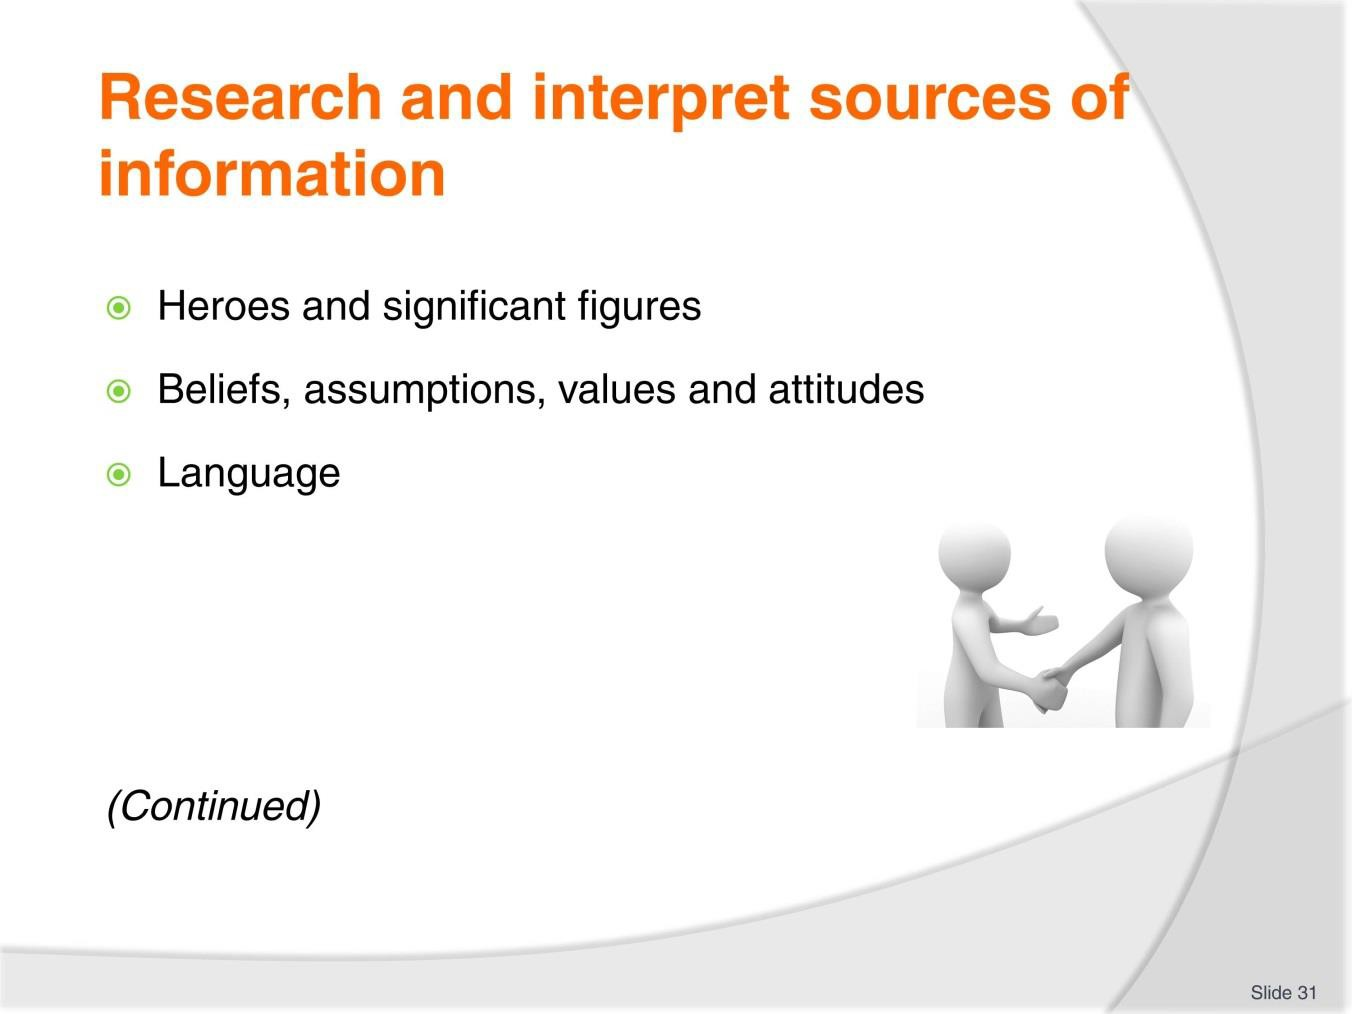 Research and interpret sources of
information
Heroes and significant figures
Beliefs, assumptions, values and attitudes
Language
(Continued)
Slide 31